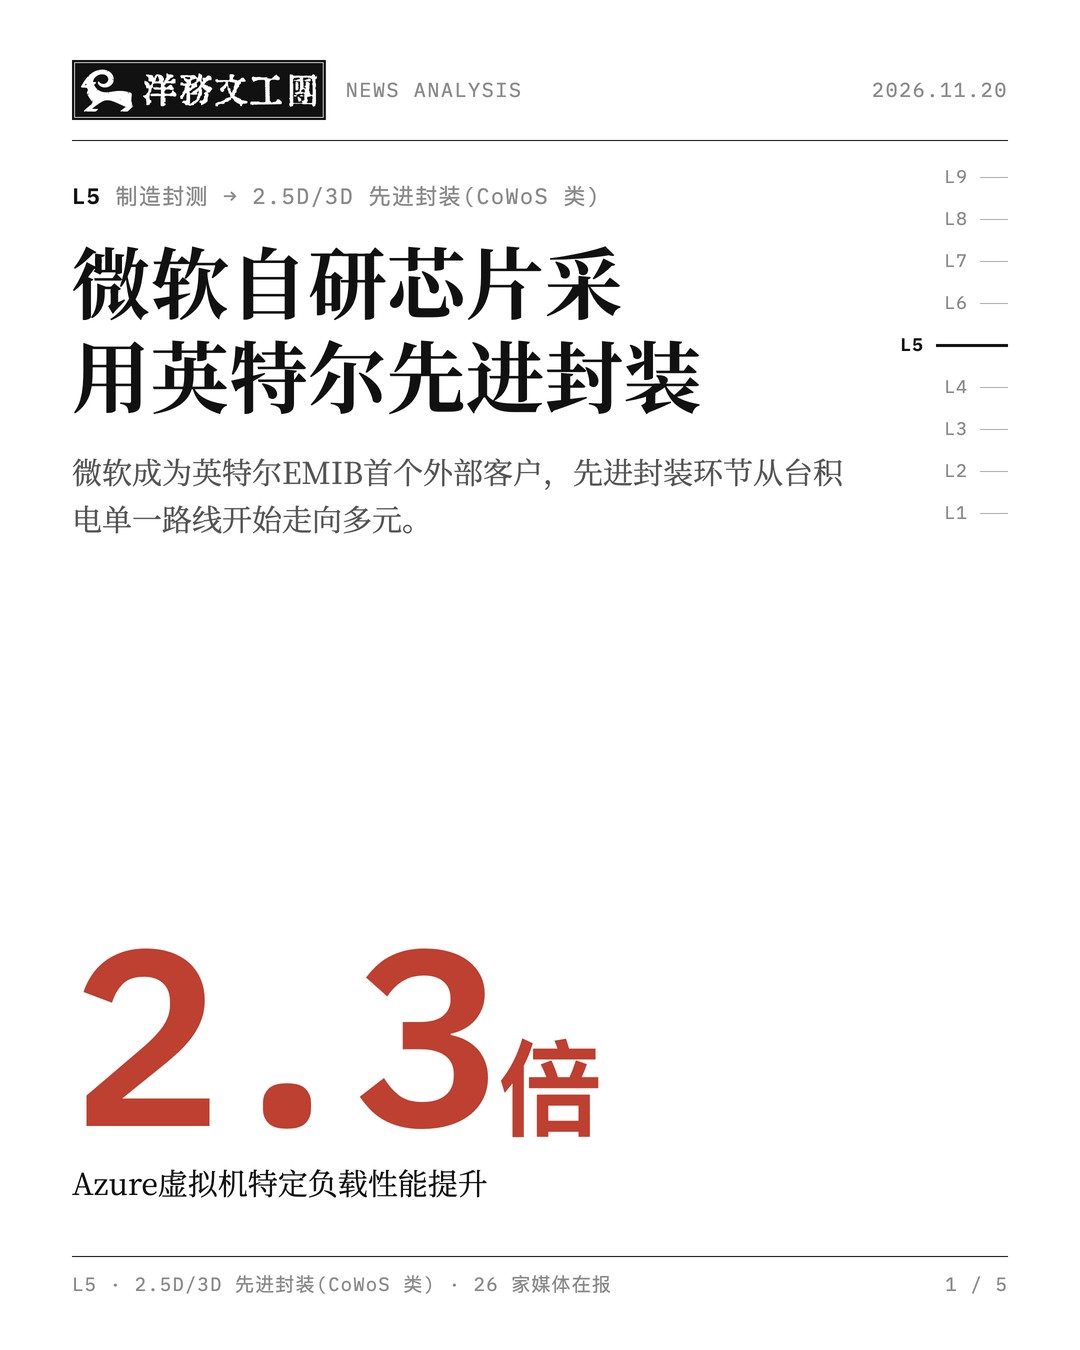 洋務文工團 NEWS ANALYSIS 2026.11.20
L5 制造封测 → 2.5D/3D 先进封装(CoWoS 类)
微软自研芯片采
用英特尔先进封装
微软成为英特尔EMIB首个外部客户，先进封装环节从台积
电单一路线开始走向多元。
L9
L8
L7
L6
L5
L4
L3
L2
L1
2.3倍
Azure虚拟机特定负载性能提升
L5 · 2.5D/3D 先进封装(CoWoS 类) · 26 家媒体在报 1 / 5